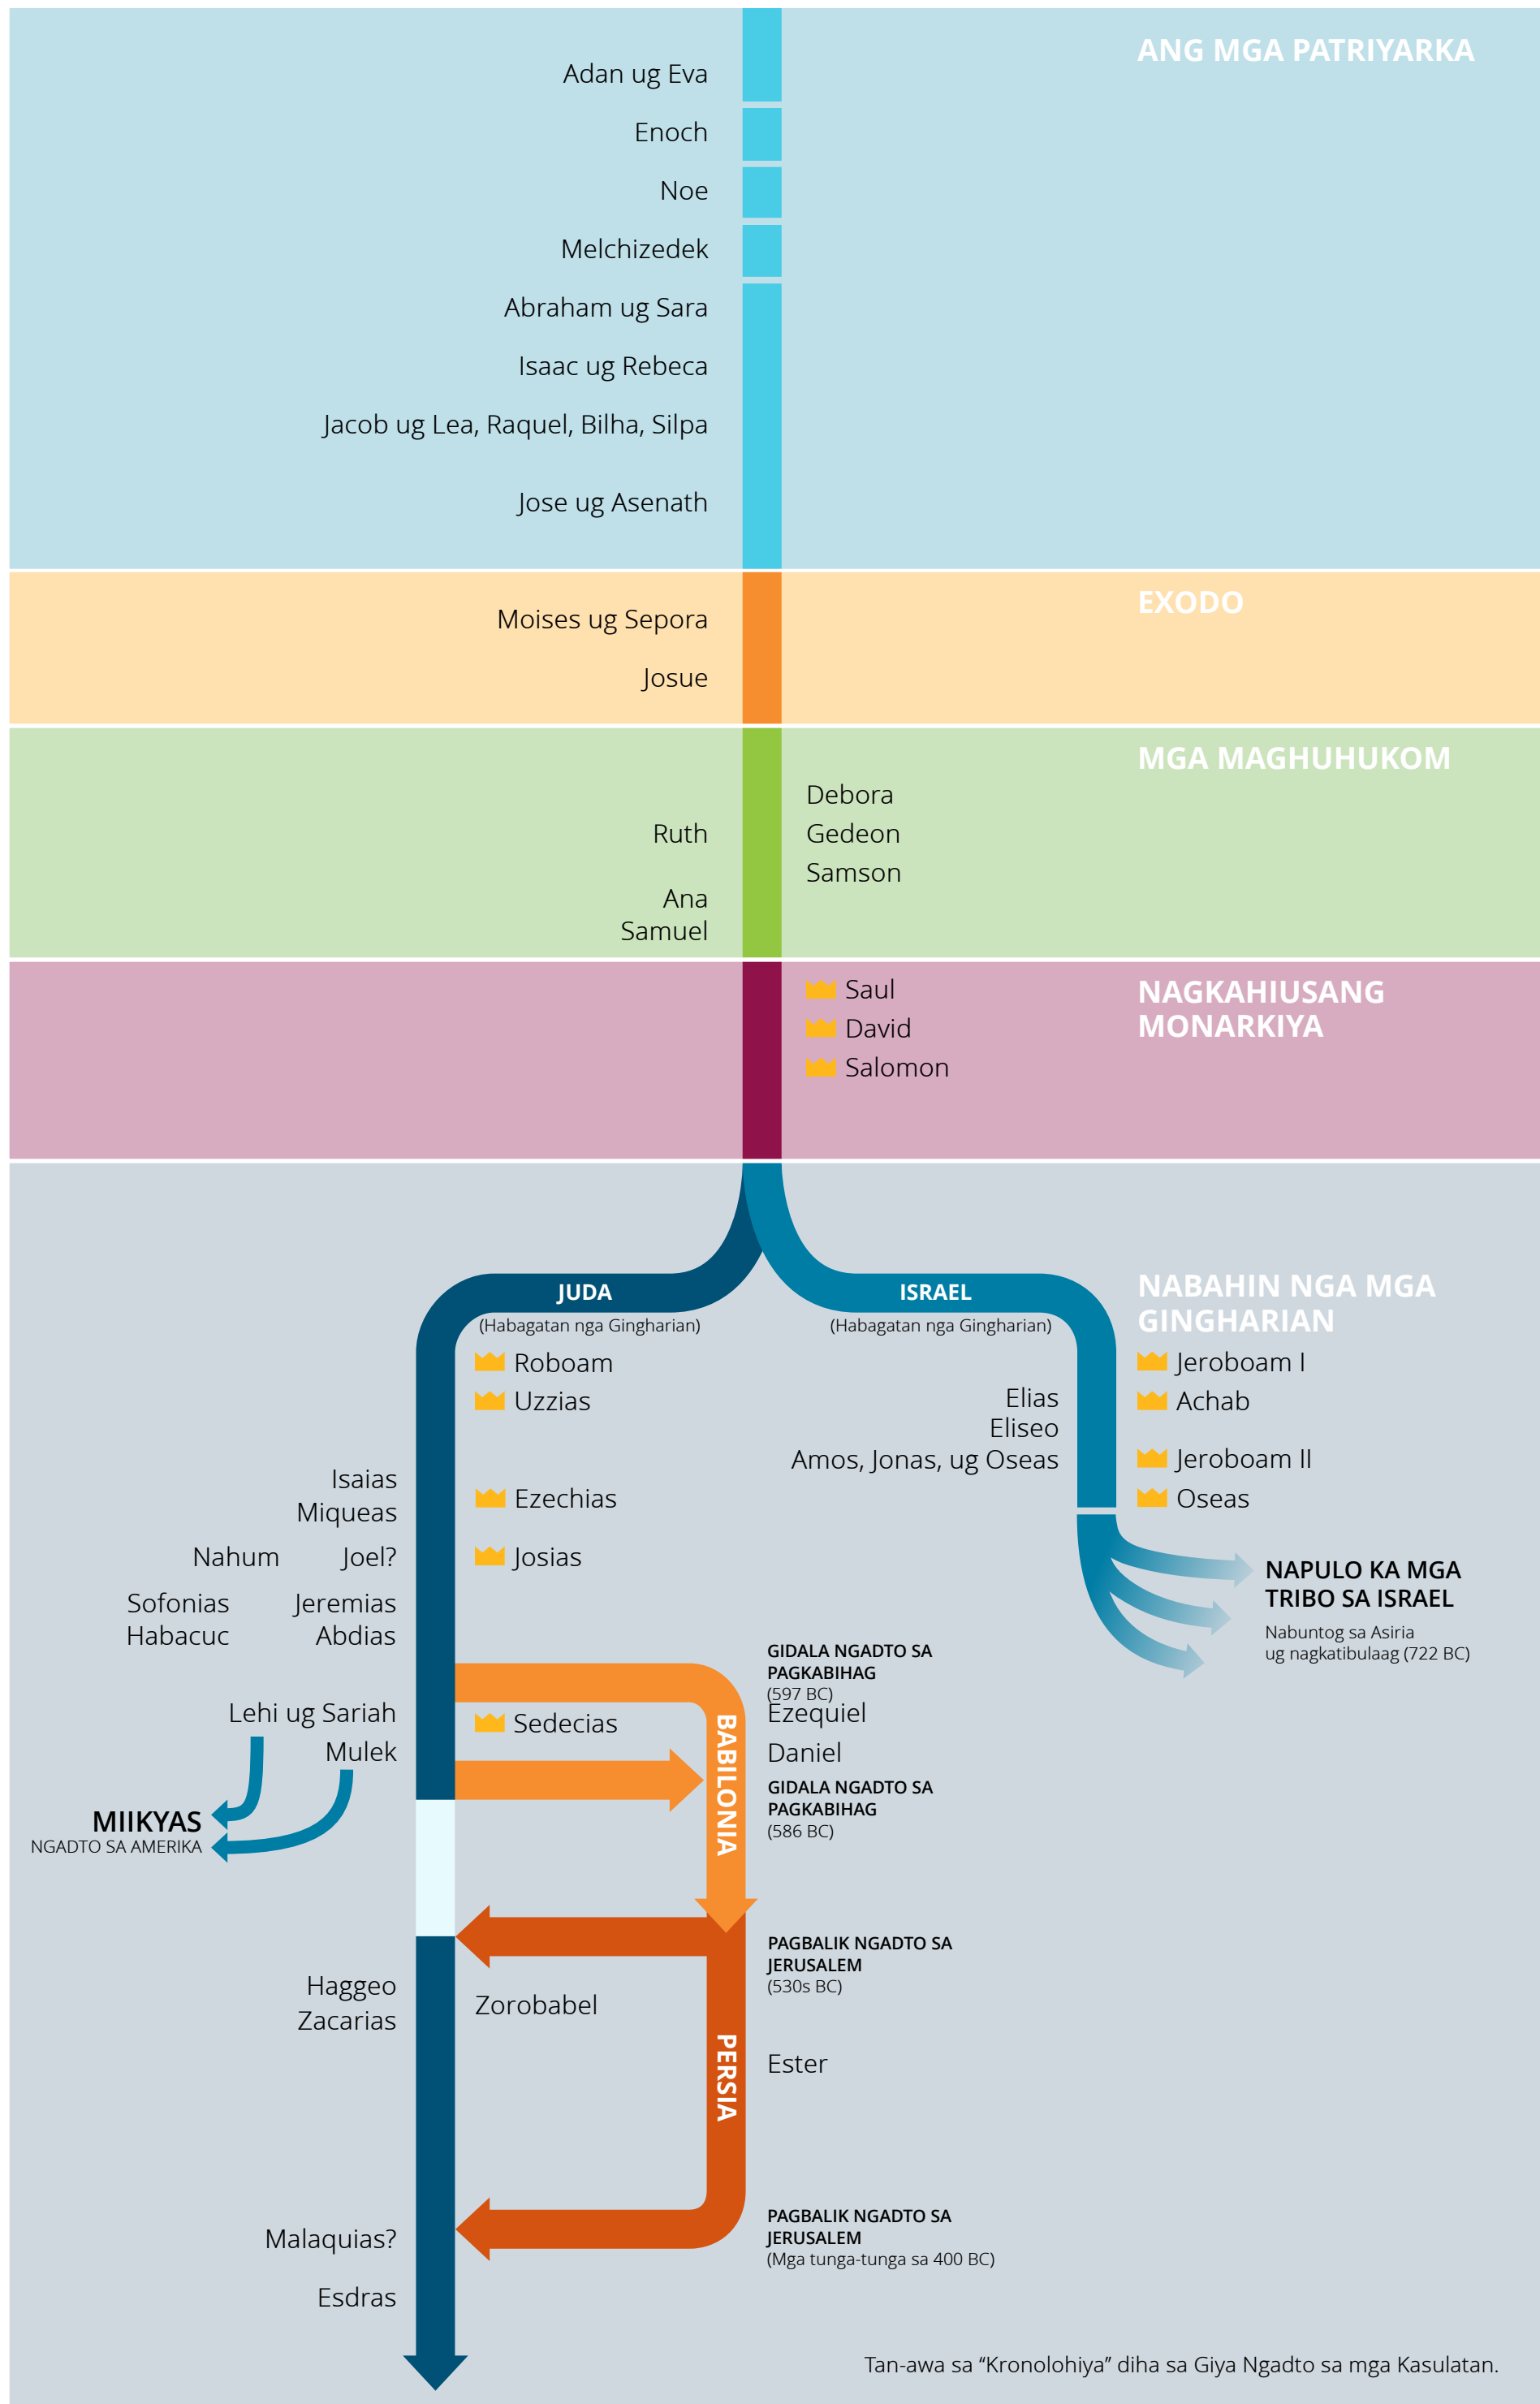 ANG MGA PATRIYARKA
Adan ug Eva
Enoch
Noe
Melchizedek
Abraham ug Sara
Isaac ug Rebeca
Jacob ug Lea, Raquel, Bilha, Silpa
Jose ug Asenath
EXODO
Moises ug Sepora
Josue
MGA MAGHUHUKOM
Debora
Gedeon
Samson
Ruth
Ana
Samuel
NAGKAHIUSANG
MONARKIYA
Saul
David
Salomon
NABAHIN NGA MGA
GINGHARIAN
JUDA
(Habagatan nga Gingharian)
Roboam
Uzzias
Ezechias
Josias
Isaias
Miqueas
Nahum
Joel?
Sofonias
Habacuc
Jeremias
Abdias
ISRAEL
(Habagatan nga Gingharian)
Elias
Eliseo
Amos, Jonas, ug Oseas
Jeroboam I
Achab
Jeroboam II
Oseas
NAPULO KA MGA
TRIBO SA ISRAEL
Nabuntog sa Asiria
ug nagkatibulaag (722 BC)
Lehi ug Sariah
Mulek
MIIKYAS
NGADTO SA AMERIKA
Sedecias
BABILONIA
GIDALA NGADTO SA
PAGKABIHAG
(597 BC)
Ezequiel
Daniel
GIDALA NGADTO SA
PAGKABIHAG
(586 BC)
PAGBALIK NGADTO SA
JERUSALEM
(530s BC)
Haggeo
Zacarias
Zorobabel
PERSIA
Ester
PAGBALIK NGADTO SA
JERUSALEM
(Mga tunga-tunga sa 400 BC)
Malaquias?
Esdras
Tan-awa sa “Kronolohiya” diha sa Giya Ngadto sa mga Kasulatan.